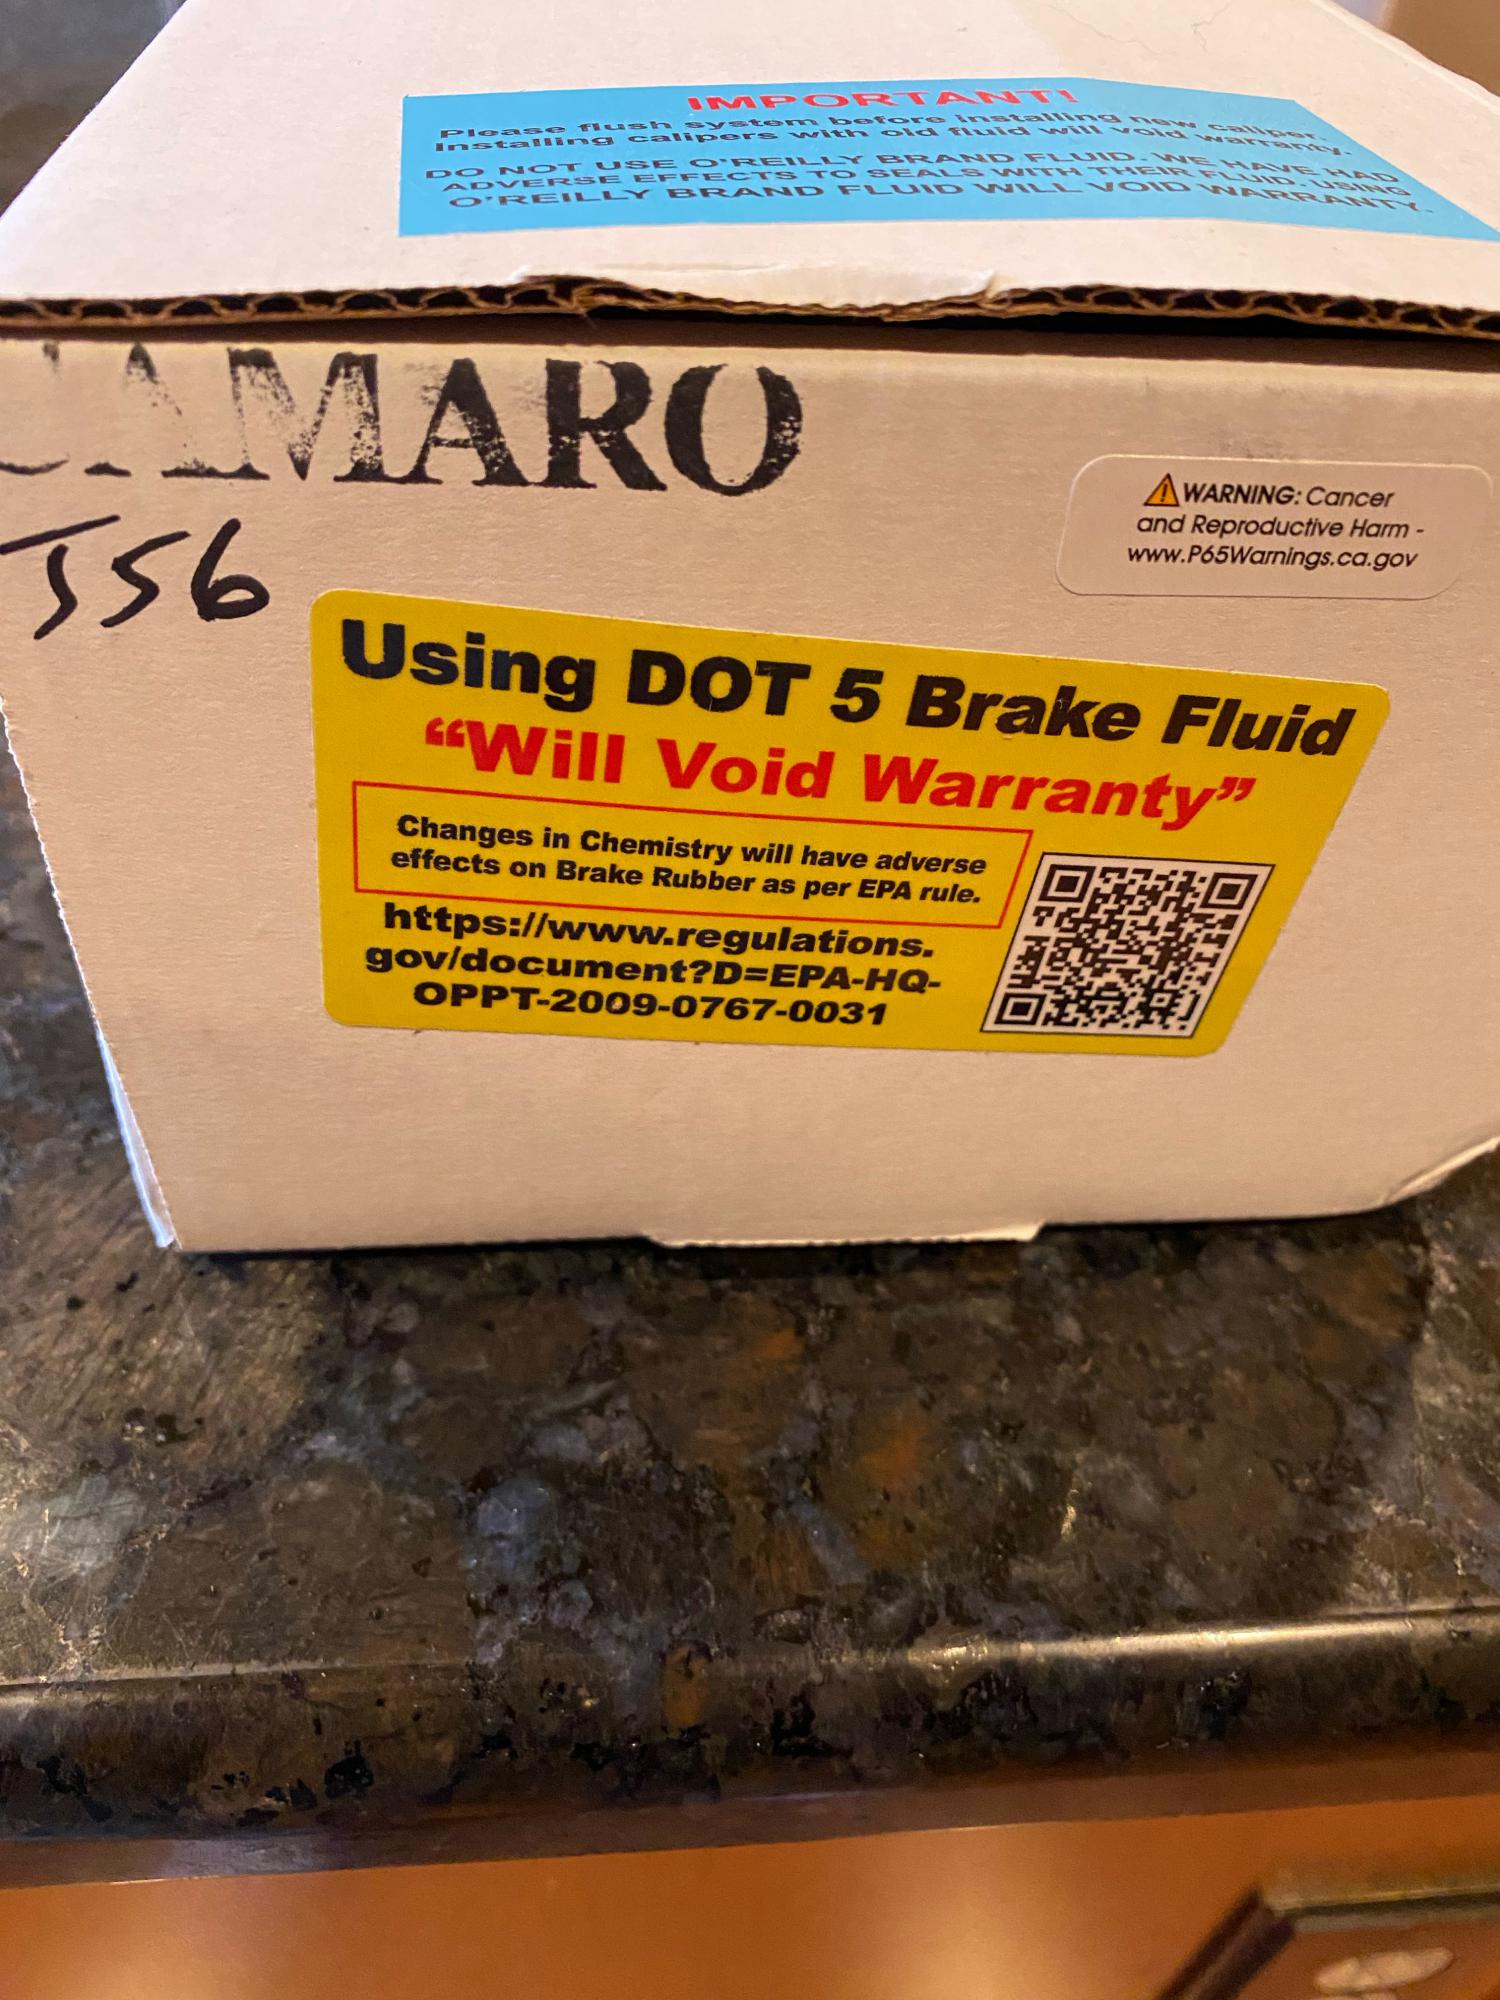 IMPORTANT!
Please flush system before installing new caliper.
Installing calipers with old fluid will void warranty.
DO NOT USE O'REILLY BRAND FLUID. WE HAVE HAD
ADVERSE EFFECTS TO SEALS WITH THEIR FLUID. USING
O'REILLY BRAND FLUID WILL VOID WARRANTY.
CAMARO
WARNING: Cancer
and Reproductive Harm -
www.P65Warnings.ca.gov
Using DOT 5 Brake Fluid
“Will Void Warranty”
Changes in Chemistry will have adverse
effects on Brake Rubber as per EPA rule.
https://www.regulations.
gov/document?D=EPA-HQ-
OPPT-2009-0767-0031